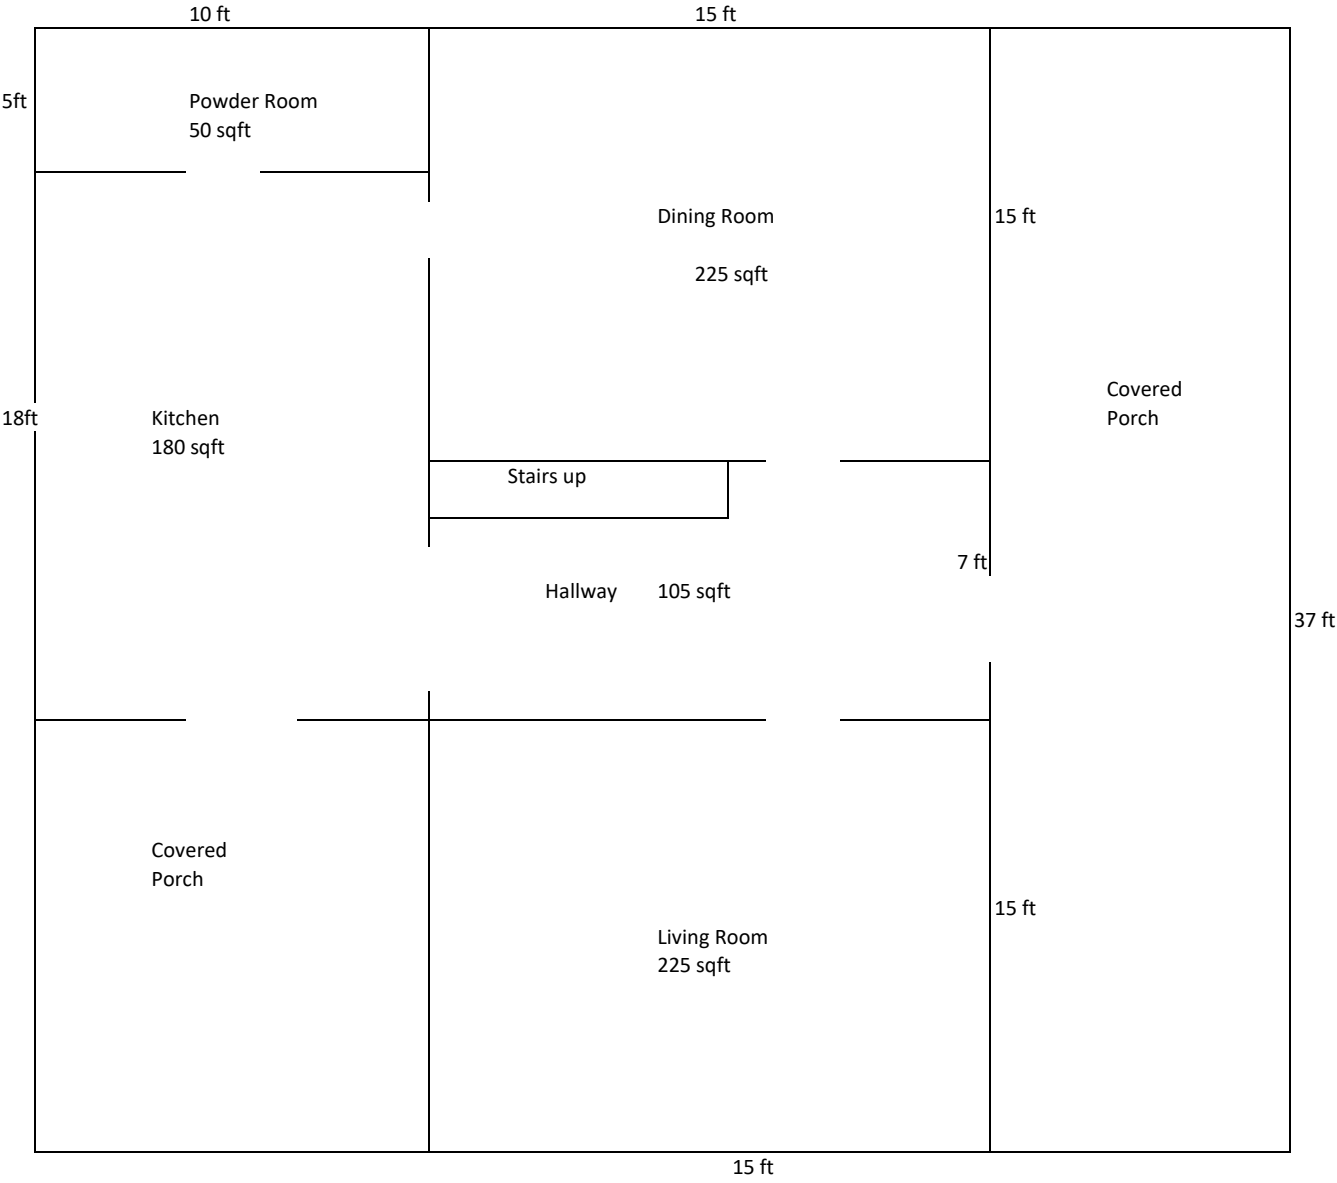 10 ft
15 ft
5ft
Powder Room
50 sqft
Dining Room
15 ft
225 sqft
Covered
Porch
18ft
Kitchen
180 sqft
Stairs up
7 ft
Hallway 105 sqft
37 ft
Covered
Porch
15 ft
Living Room
225 sqft
15 ft